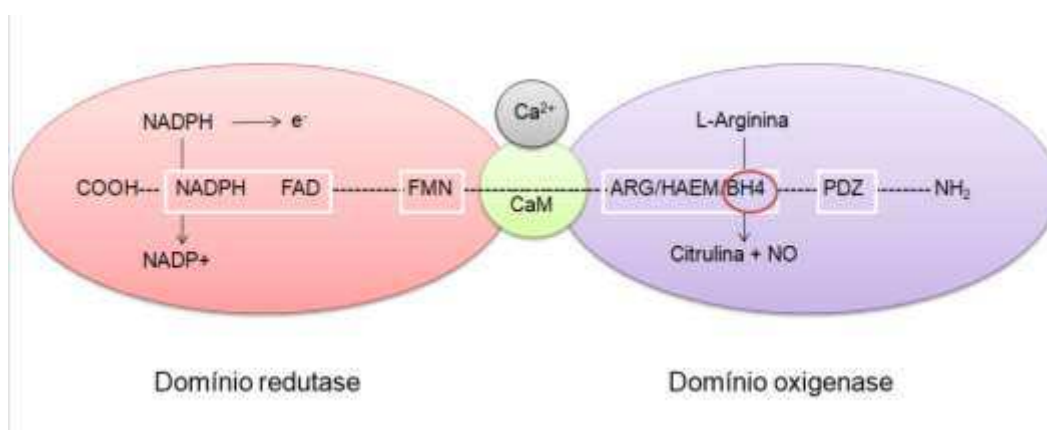 Ca²⁺
NADPH → e⁻
L-Arginina
COOH NADPH FAD FMN CaM ARG/HAEM/BH4 PDZ NH₂
NADP+
Citrulina + NO
Domínio redutase
Domínio oxigenase